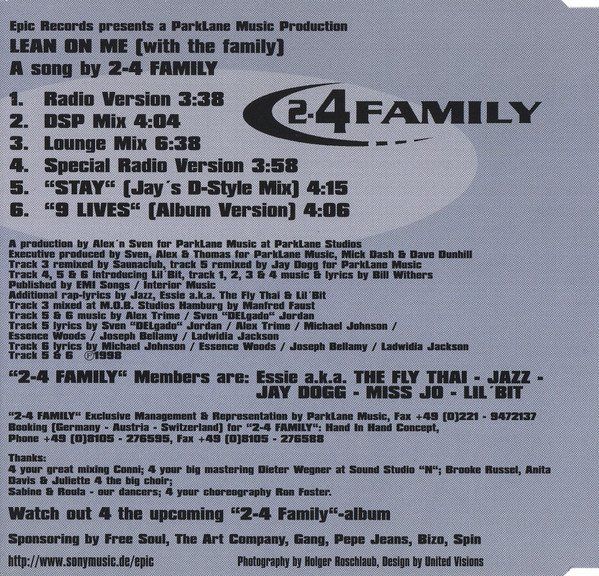 Epic Records presents a ParkLane Music Production
LEAN ON ME (with the family)
A song by 2-4 FAMILY
1. Radio Version 3:38
2. DSP Mix 4:04
3. Lounge Mix 6:38
4. Special Radio Version 3:58
5. “STAY“ (Jay´s D-Style Mix) 4:15
6. “9 LIVES“ (Album Version) 4:06
2-4 FAMILY
A production by Alex´n Sven for ParkLane Music at ParkLane Studios
Executive produced by Sven, Alex & Thomas for ParkLane Music, Mick Dash & Dave Dunhill
Track 3 remixed by Saunaclub, track 5 remixed by Jay Dogg for ParkLane Music
Track 4, 5 & 6 introducing Lil´Bit, track 1, 2, 3 & 4 music & lyrics by Bill Withers
Published by EMI Songs / Interior Music
Additional rap-lyrics by Jazz, Essie a.k.a. The Fly Thai & Lil´Bit
Track 3 mixed at M.O.B. Studios Hamburg by Manfred Faust
Track 5 & 6 music by Alex Trime / Sven “DELgado“ Jordan
Track 5 lyrics by Sven “DELgado“ Jordan / Alex Trime / Michael Johnson /
Essence Woods / Joseph Bellamy / Ladwidia Jackson
Track 6 lyrics by Michael Johnson / Essence Woods / Joseph Bellamy / Ladwidia Jackson
Track 5 & 6 ℗1998
“2-4 FAMILY“ Members are: Essie a.k.a. THE FLY THAI - JAZZ -
JAY DOGG - MISS JO - LIL´BIT
“2-4 FAMILY“ Exclusive Management & Representation by ParkLane Music, Fax +49 (0)221 - 9472137
Booking (Germany - Austria - Switzerland) for “2-4 FAMILY“: Hand In Hand Concept,
Phone +49 (0)8105 - 276595, Fax +49 (0)8105 - 276588
Thanks:
4 your great mixing Conni; 4 your big mastering Dieter Wegner at Sound Studio “N“; Brooke Russel, Anita
Davis & Juliette 4 the big choir;
Sabine & Roula - our dancers; 4 your choreography Ron Foster.
Watch out 4 the upcoming “2-4 Family“-album
Sponsoring by Free Soul, The Art Company, Gang, Pepe Jeans, Bizo, Spin
http://www.sonymusic.de/epic
Photography by Holger Roschlaub, Design by United Visions